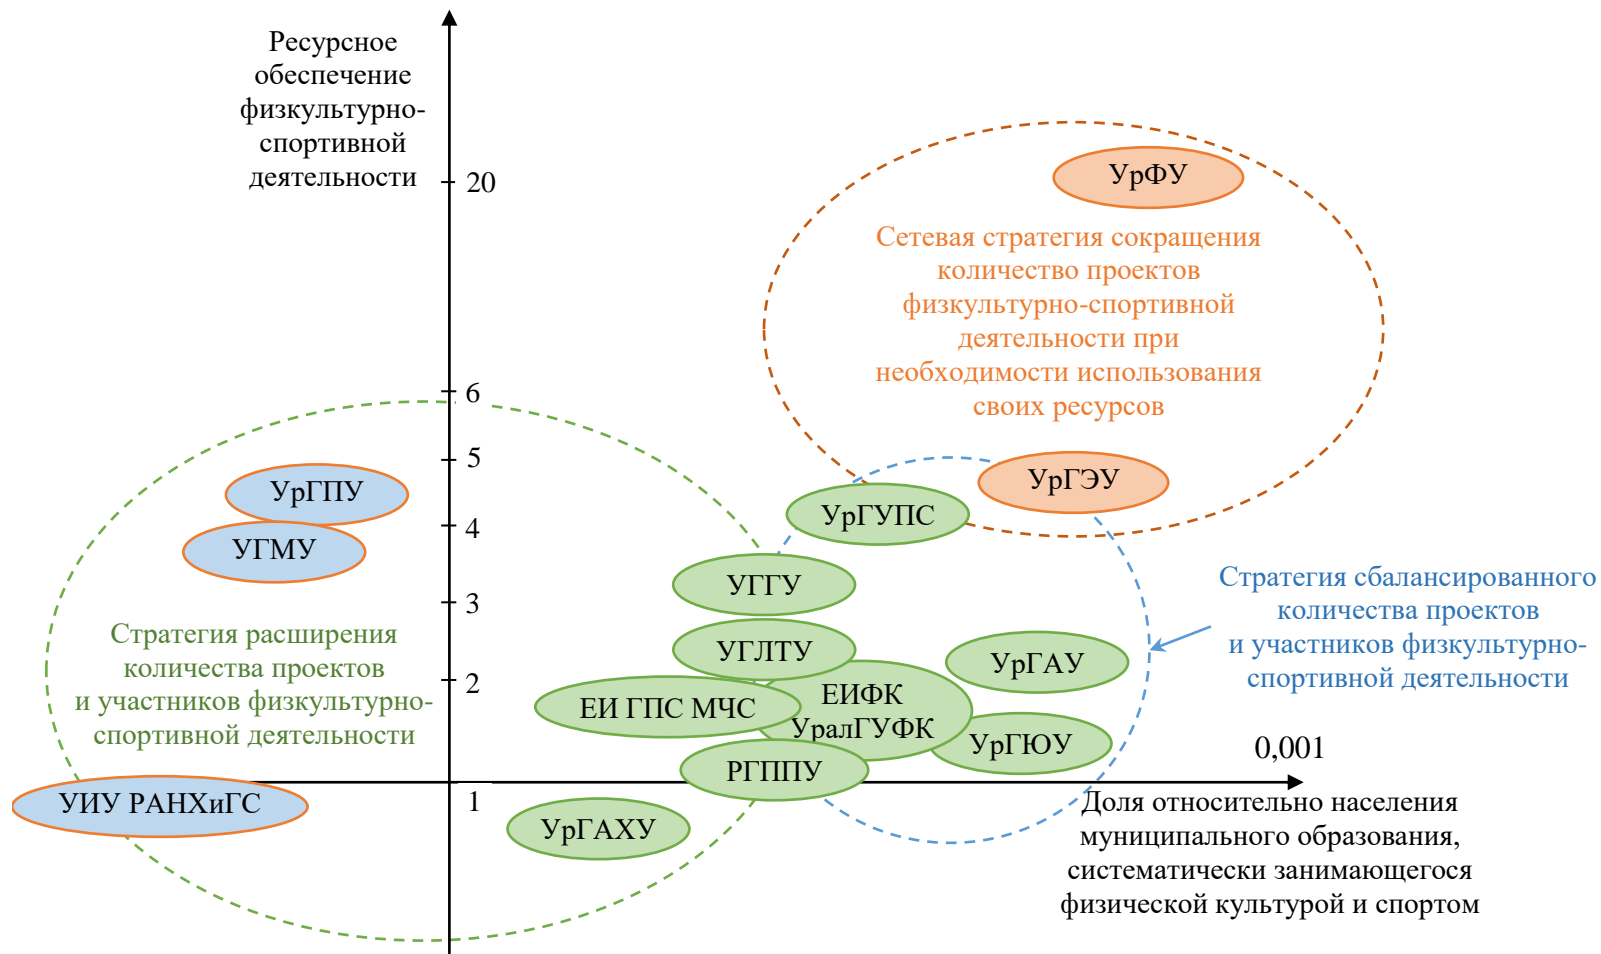 Ресурсное
обеспечение
физкультурно-
спортивной
деятельности
20
УрФУ
Сетевая стратегия сокращения
количество проектов
физкультурно-спортивной
деятельности при
необходимости использования
своих ресурсов
6
5
УрГПУ
УрГЭУ
УрГУПС
4
УГМУ
УГГУ
3
Стратегия сбалансированного
количества проектов
и участников физкультурно-
спортивной деятельности
Стратегия расширения
количества проектов
и участников физкультурно-
спортивной деятельности
УГЛТУ
УрГАУ
2
ЕИ ГПС МЧС
ЕИФК
УралГУФК
УрГЮУ
РГППУ
0,001
УИУ РАНХиГС
1
УрГАХУ
Доля относительно населения
муниципального образования,
систематически занимающегося
физической культурой и спортом